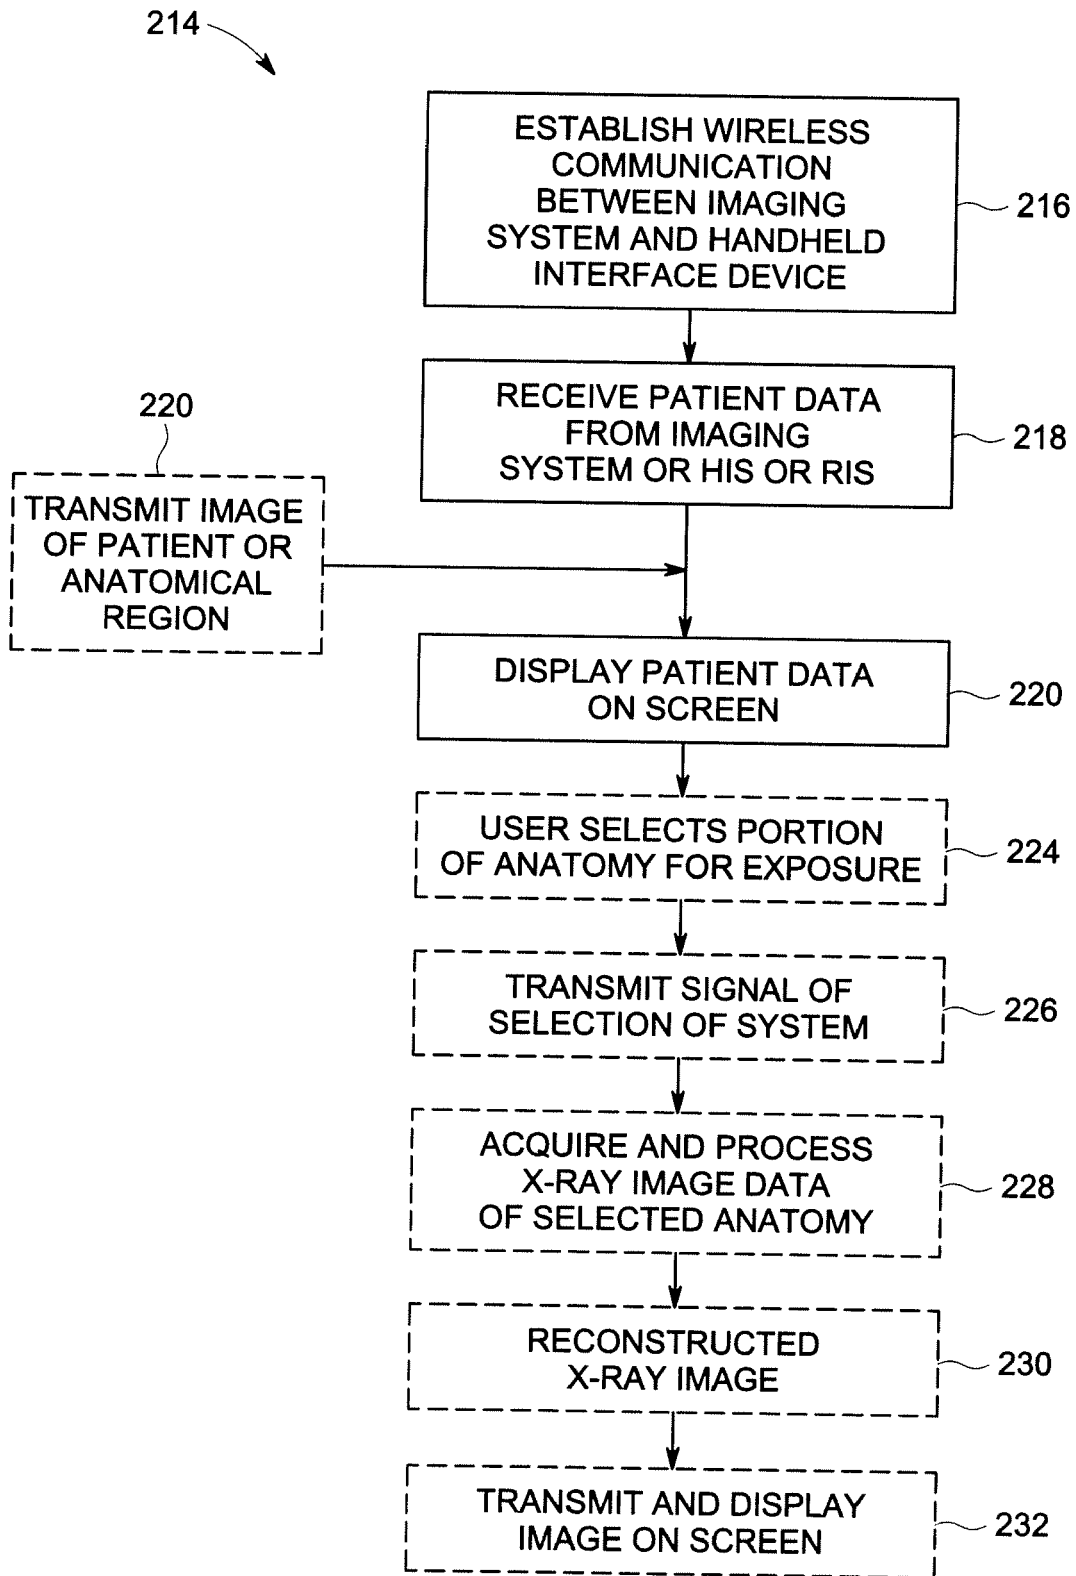 214
ESTABLISH WIRELESS
COMMUNICATION
BETWEEN IMAGING
SYSTEM AND HANDHELD
INTERFACE DEVICE
216
RECEIVE PATIENT DATA
FROM IMAGING
SYSTEM OR HIS OR RIS
218
220
TRANSMIT IMAGE
OF PATIENT OR
ANATOMICAL
REGION
DISPLAY PATIENT DATA
ON SCREEN
220
USER SELECTS PORTION
OF ANATOMY FOR EXPOSURE
224
TRANSMIT SIGNAL OF
SELECTION OF SYSTEM
226
ACQUIRE AND PROCESS
X-RAY IMAGE DATA
OF SELECTED ANATOMY
228
RECONSTRUCTED
X-RAY IMAGE
230
TRANSMIT AND DISPLAY
IMAGE ON SCREEN
232